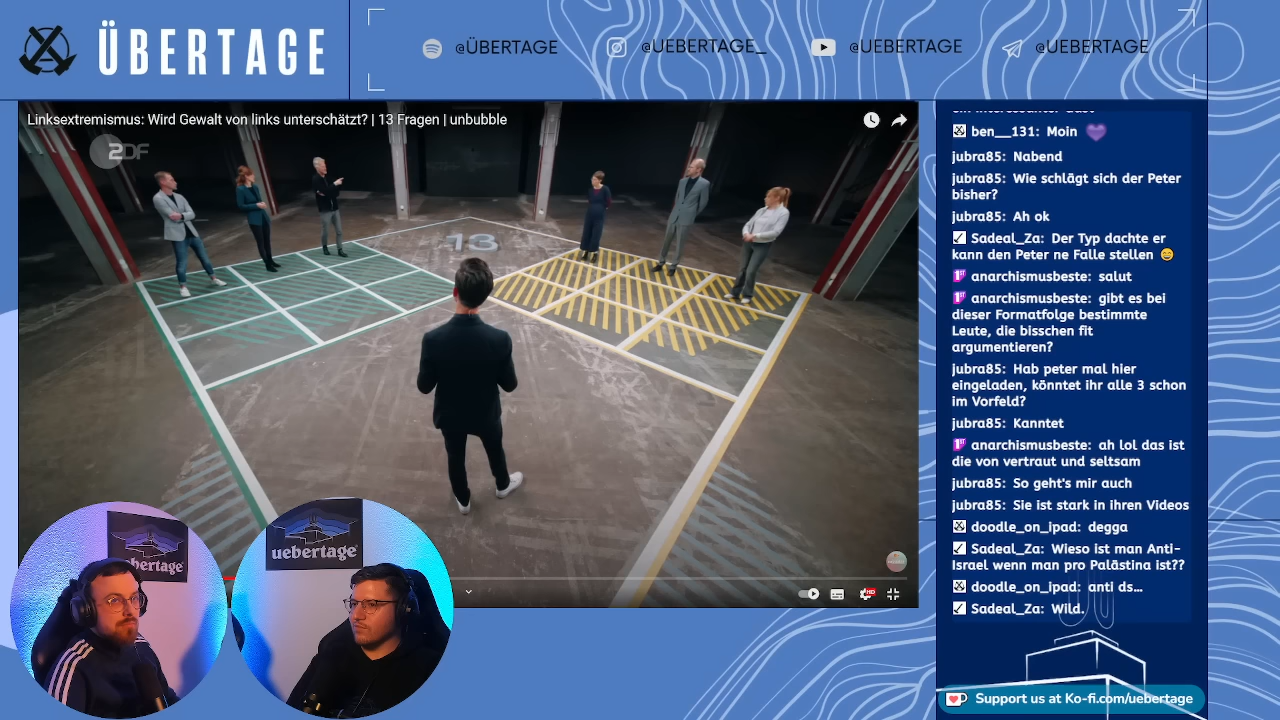 ÜBERTAGE
@ÜBERTAGE
@UEBERTAGE_
@UEBERTAGE
@UEBERTAGE
Linksextremismus: Wird Gewalt von links unterschätzt? | 13 Fragen | unbubble
ZDF
13
HD
uebertage
uebertage
ben__131: Moin
jubra85: Nabend
jubra85: Wie schlägt sich der Peter
bisher?
jubra85: Ah ok
Sadeal_Za: Der Typ dachte er
kann den Peter ne Falle stellen
anarchismusbeste: salut
anarchismusbeste: gibt es bei
dieser Formatfolge bestimmte
Leute, die bisschen fit
argumentieren?
jubra85: Hab peter mal hier
eingeladen, könntet ihr alle 3 schon
im Vorfeld?
jubra85: Kanntet
anarchismusbeste: ah lol das ist
die von vertraut und seltsam
jubra85: So geht's mir auch
jubra85: Sie ist stark in ihren Videos
doodle_on_ipad: degga
Sadeal_Za: Wieso ist man Anti-
Israel wenn man pro Palästina ist??
doodle_on_ipad: anti ds...
Sadeal_Za: Wild.
Support us at Ko-fi.com/uebertage